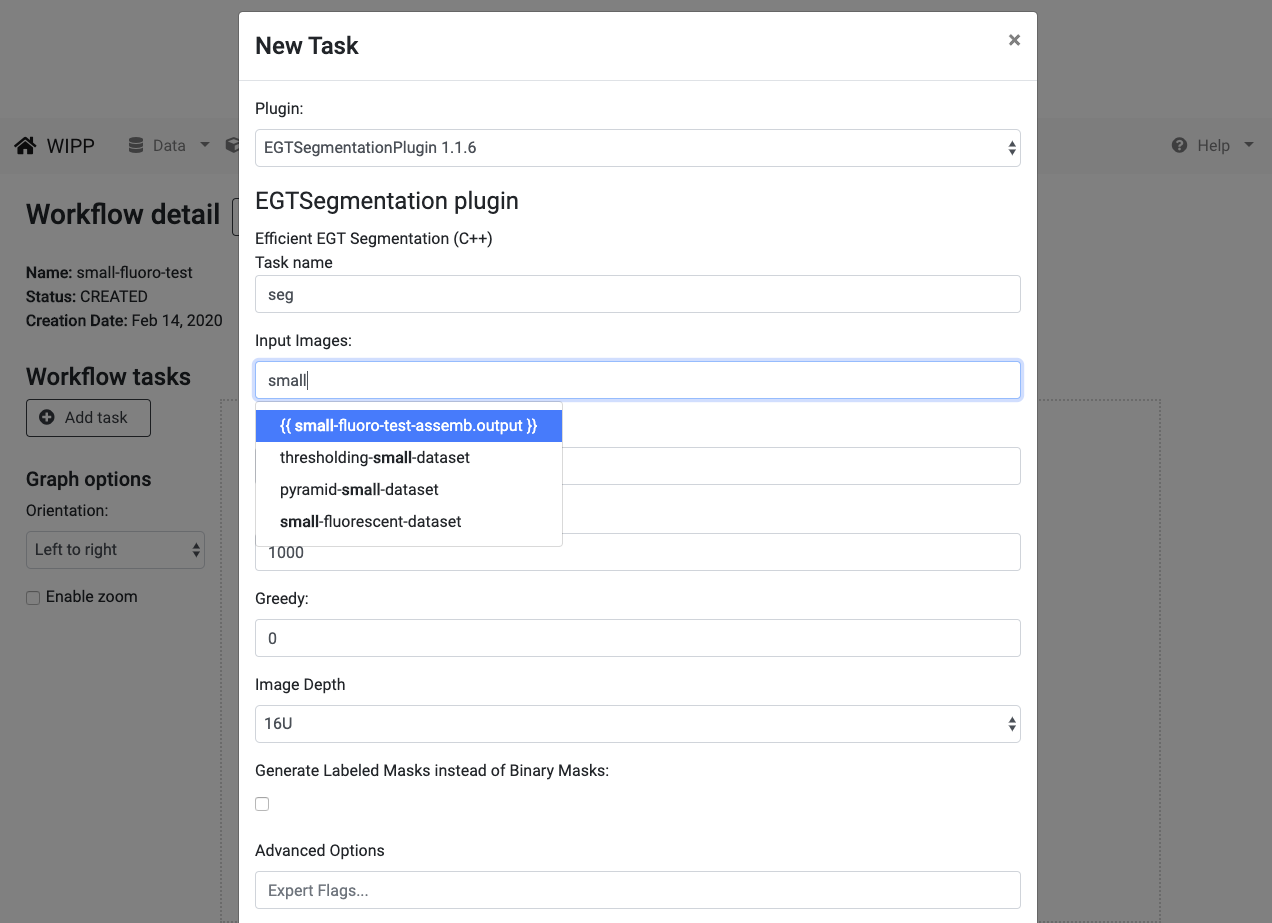 New Task
×
Plugin:
EGTSegmentationPlugin 1.1.6
WIPP
Data
Help
EGTSegmentation plugin
Workflow detail
Efficient EGT Segmentation (C++)
Task name
seg
Name: small-fluoro-test
Status: CREATED
Creation Date: Feb 14, 2020
Input Images:
small
{{ small-fluoro-test-assemb.output }}
thresholding-small-dataset
pyramid-small-dataset
small-fluorescent-dataset
Workflow tasks
Add task
Graph options
Orientation:
Left to right
Enable zoom
1000
Greedy:
0
Image Depth
16U
Generate Labeled Masks instead of Binary Masks:
Advanced Options
Expert Flags...